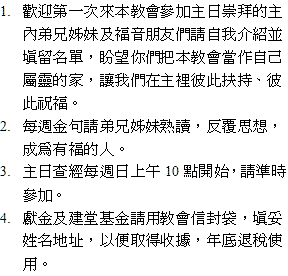 1. 歡迎第一次來本教會參加主日崇拜的主
內弟兄姊妹及福音朋友們請自我介紹並
填留名單，盼望你們把本教會當作自己
屬靈的家，讓我們在主裡彼此扶持、彼
此祝福。
2. 每週金句請弟兄姊妹熟讀，反覆思想，
成為有福的人。
3. 主日查經每週日上午 10 點開始，請準時
參加。
4. 獻金及建堂基金請用教會信封袋，填妥
姓名地址，以便取得收據，年底退稅使
用。